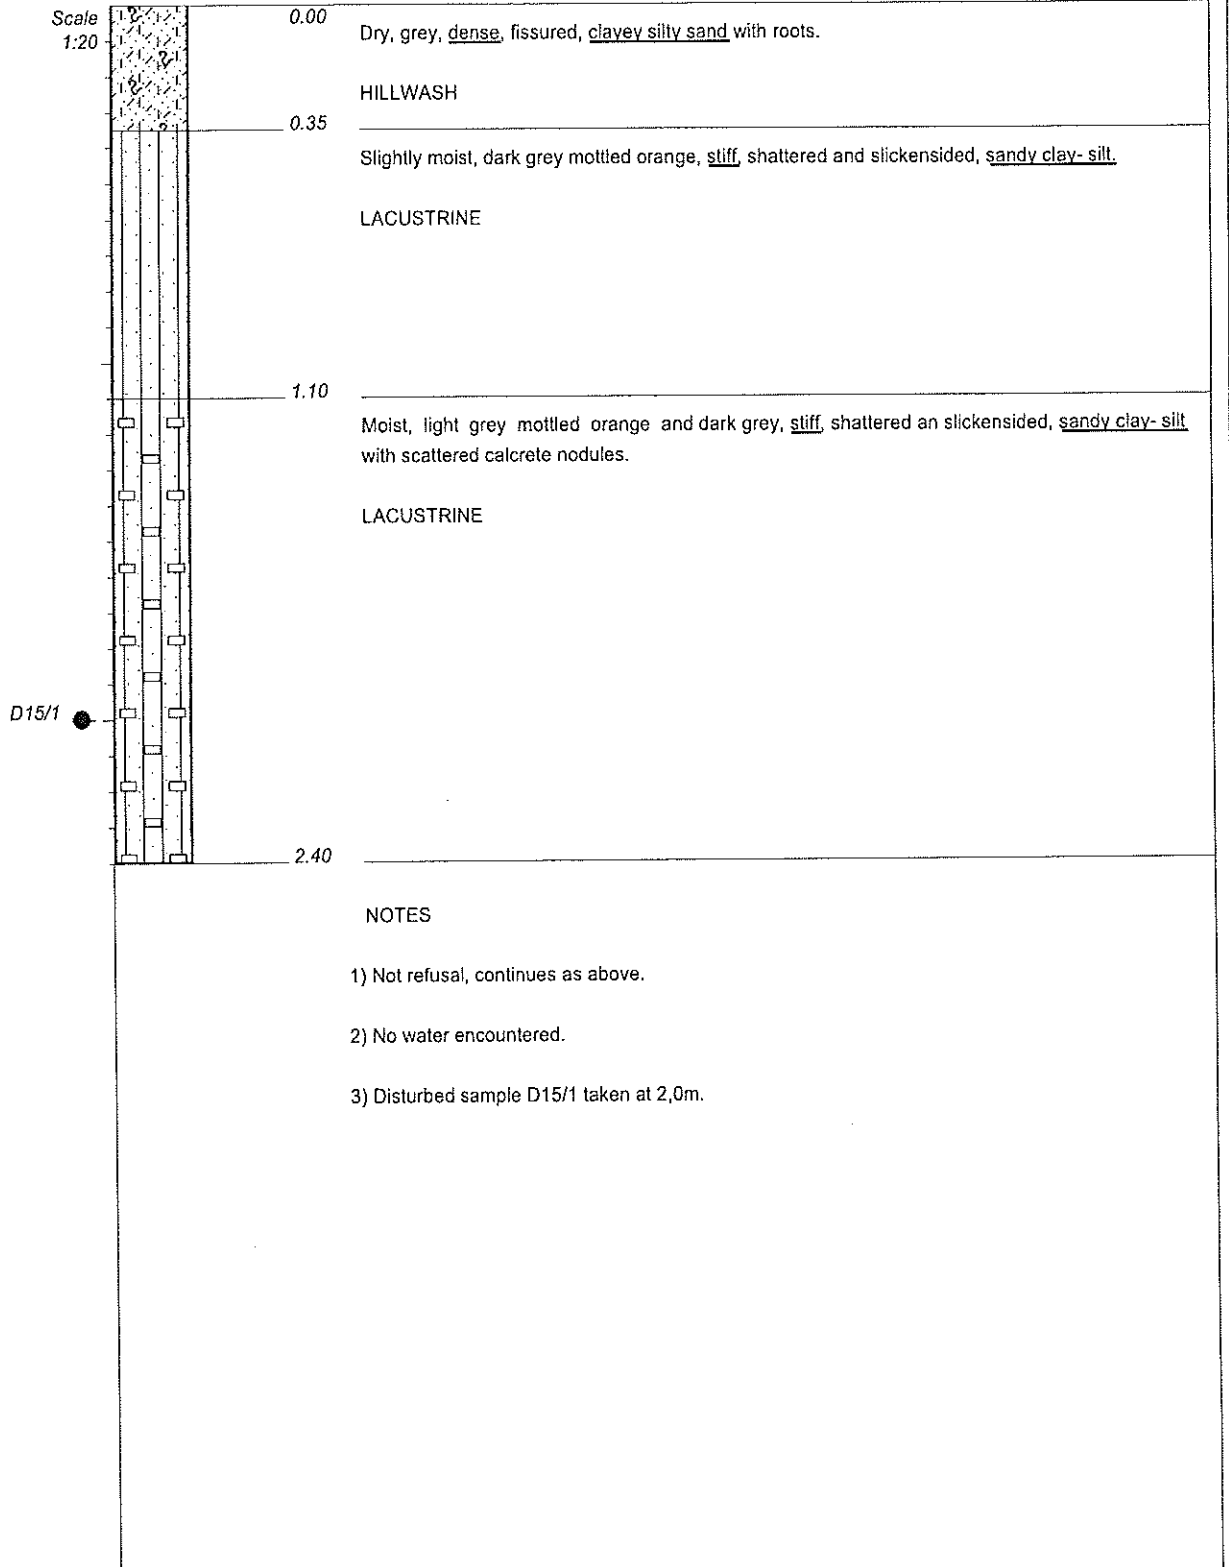 Scale
1:20
0.00
Dry, grey, dense, fissured, clayey silty sand with roots.
HILLWASH
0.35
Slightly moist, dark grey mottled orange, stiff, shattered and slickensided, sandy clay- silt.
LACUSTRINE
1.10
Moist, light grey mottled orange and dark grey, stiff, shattered an slickensided, sandy clay- silt
with scattered calcrete nodules.
LACUSTRINE
D15/1
2.40
NOTES
1) Not refusal, continues as above.
2) No water encountered.
3) Disturbed sample D15/1 taken at 2,0m.